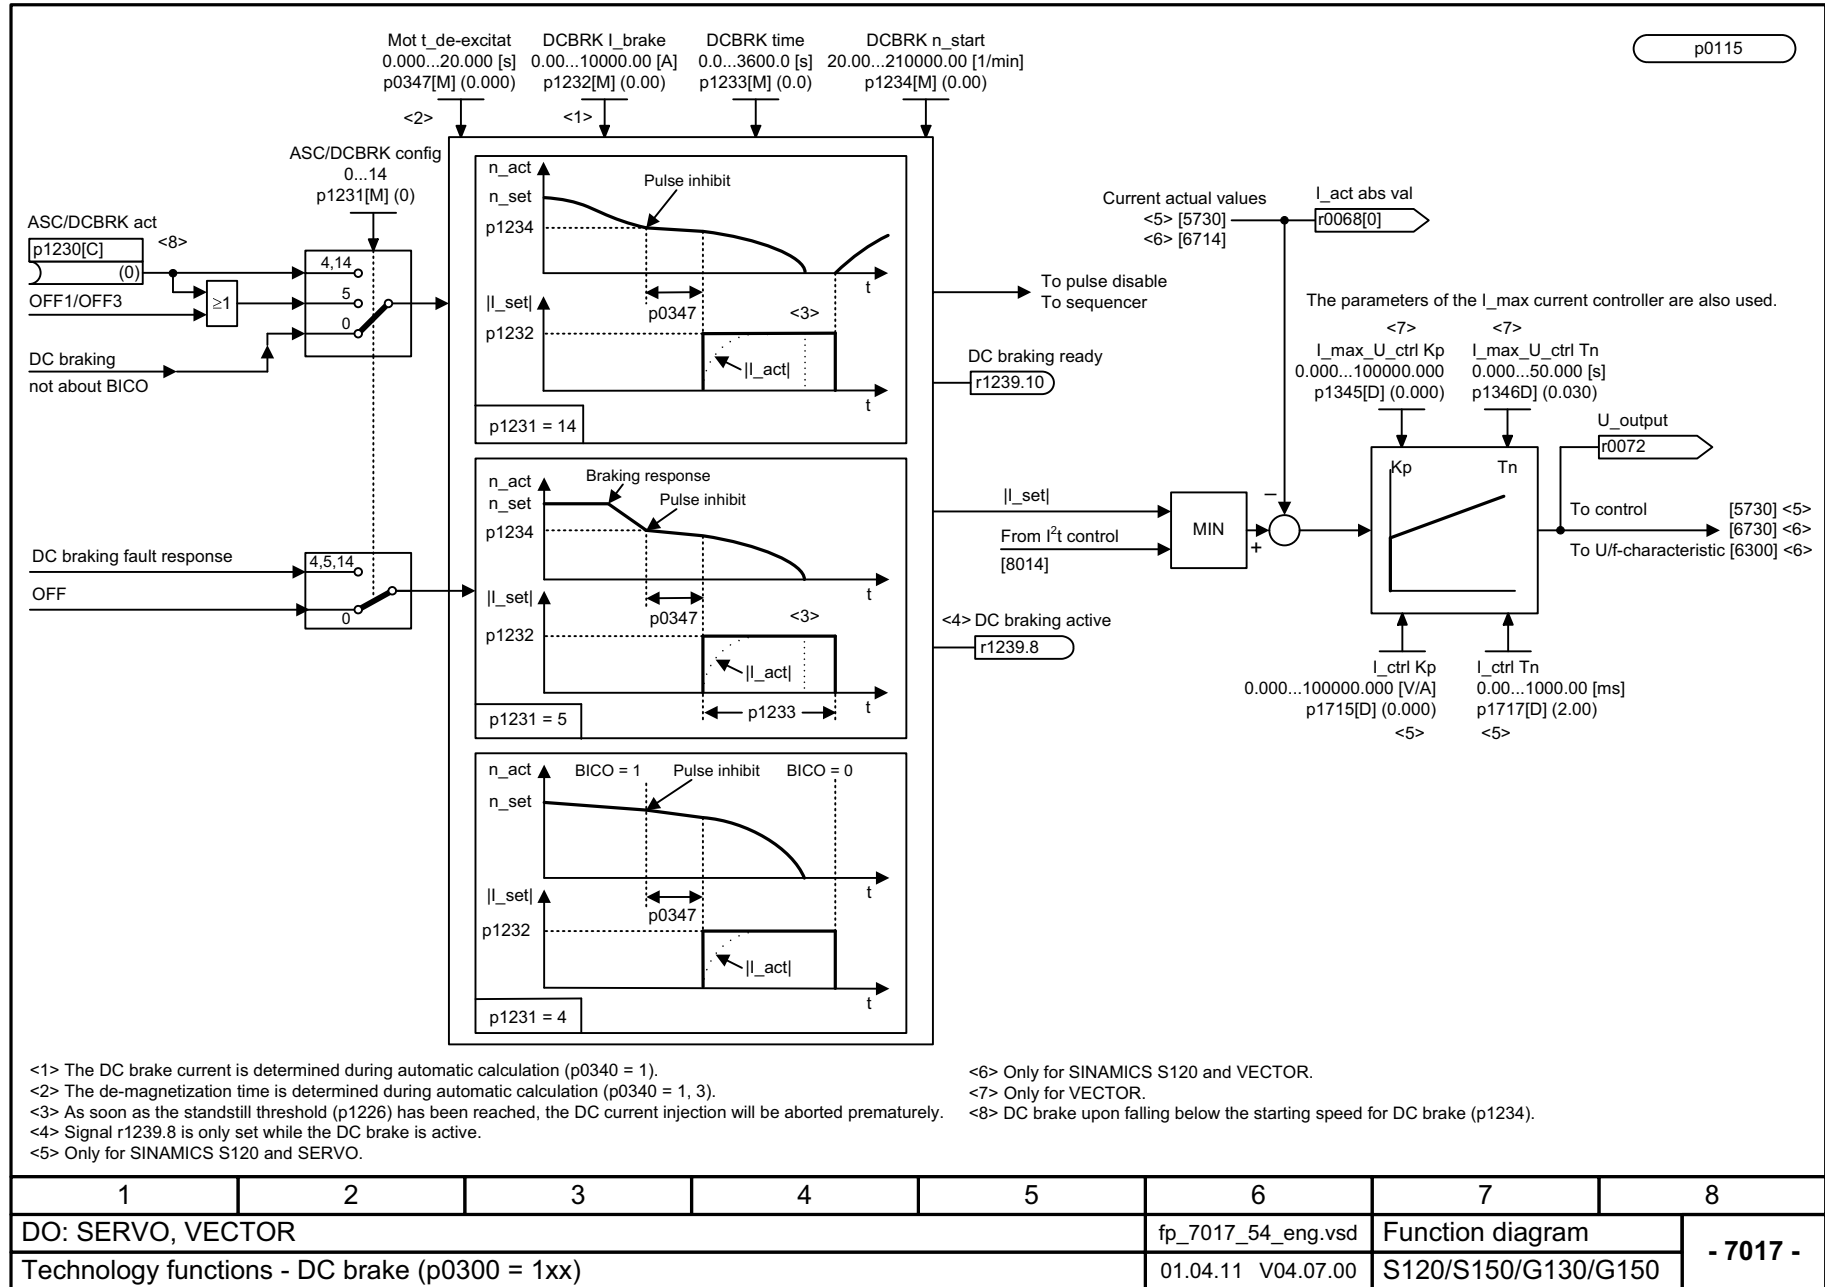 Mot t_de-excitat
0.000...20.000 [s]
p0347[M] (0.000)
<2>
DCBRK I_brake
0.00...10000.00 [A]
p1232[M] (0.00)
<1>
DCBRK time
0.0...3600.0 [s]
p1233[M] (0.0)
DCBRK n_start
20.00...210000.00 [1/min]
p1234[M] (0.00)
p0115
ASC/DCBRK config
0...14
p1231[M] (0)
ASC/DCBRK act
p1230[C]
(0)
<8>
OFF1/OFF3
≥1
DC braking
not about BICO
4,14
5
0
DC braking fault response
OFF
4,5,14
0
n_act
n_set
p1234
Pulse inhibit
t
|I_set|
p1232
p0347
<3>
|I_act|
t
p1231 = 14
n_act
n_set
p1234
Braking response
Pulse inhibit
t
|I_set|
p1232
p0347
<3>
|I_act|
p1233
t
p1231 = 5
n_act
n_set
BICO = 1
Pulse inhibit
BICO = 0
t
|I_set|
p1232
p0347
|I_act|
t
p1231 = 4
Current actual values
<5> [5730]
<6> [6714]
I_act abs val
r0068[0]
To pulse disable
To sequencer
DC braking ready
r1239.10
The parameters of the I_max current controller are also used.
<7>
I_max_U_ctrl Kp
0.000...100000.000
p1345[D] (0.000)
<7>
I_max_U_ctrl Tn
0.000...50.000 [s]
p1346D] (0.030)
U_output
r0072
|I_set|
From I²t control
[8014]
MIN
–
+
Kp
Tn
To control
[5730] <5>
[6730] <6>
To U/f-characteristic [6300] <6>
<4> DC braking active
r1239.8
I_ctrl Kp
0.000...100000.000 [V/A]
p1715[D] (0.000)
<5>
I_ctrl Tn
0.00...1000.00 [ms]
p1717[D] (2.00)
<5>
<1> The DC brake current is determined during automatic calculation (p0340 = 1).
<2> The de-magnetization time is determined during automatic calculation (p0340 = 1, 3).
<3> As soon as the standstill threshold (p1226) has been reached, the DC current injection will be aborted prematurely.
<4> Signal r1239.8 is only set while the DC brake is active.
<5> Only for SINAMICS S120 and SERVO.
<6> Only for SINAMICS S120 and VECTOR.
<7> Only for VECTOR.
<8> DC brake upon falling below the starting speed for DC brake (p1234).
1 2 3 4 5 6 7 8
DO: SERVO, VECTOR
fp_7017_54_eng.vsd
Function diagram
- 7017 -
Technology functions - DC brake (p0300 = 1xx)
01.04.11 V04.07.00
S120/S150/G130/G150